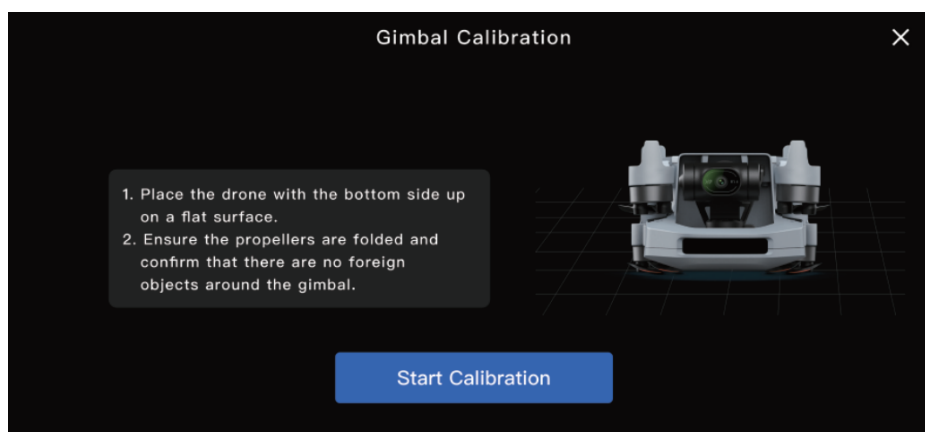 Gimbal Calibration
1. Place the drone with the bottom side up
on a flat surface.
2. Ensure the propellers are folded and
confirm that there are no foreign
objects around the gimbal.
Start Calibration